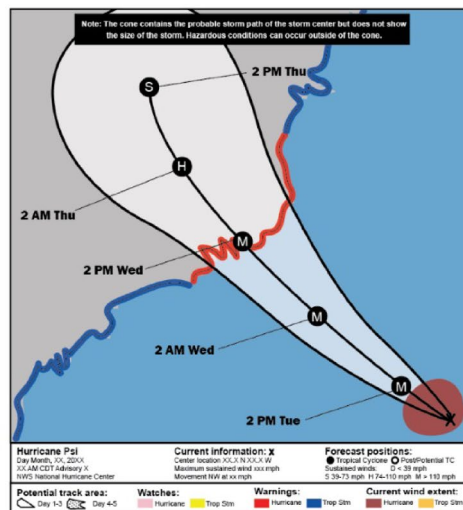 Note: The cone contains the probable storm path of the storm center but does not show
the size of the storm. Hazardous conditions can occur outside of the cone.
S
2 PM Thu
H
2 AM Thu
M
2 PM Wed
M
2 AM Wed
M
2 PM Tue
X
Hurricane Psi
Day Month, XX, 20XX
XX AM CDT Advisory X
NWS National Hurricane Center
Current information: x
Center location XX.X N XX.X W
Maximum sustained wind xxx mph
Movement NW at xx mph
Forecast positions:
Tropical Cyclone Post/Potential TC
Sustained winds: D < 39 mph
S 39-73 mph H 74-110 mph M > 110 mph
Potential track area:
Day 1-3 Day 4-5
Watches:
Hurricane Trop Stm
Warnings:
Hurricane Trop Stm
Current wind extent:
Hurricane Trop Stm